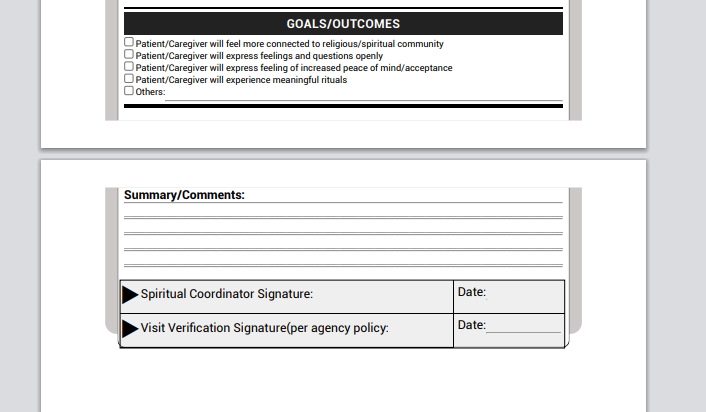 GOALS/OUTCOMES
Patient/Caregiver will feel more connected to religious/spiritual community
Patient/Caregiver will express feelings and questions openly
Patient/Caregiver will express feeling of increased peace of mind/acceptance
Patient/Caregiver will experience meaningful rituals
Others:
Summary/Comments:
Spiritual Coordinator Signature: Date:
Visit Verification Signature(per agency policy: Date: